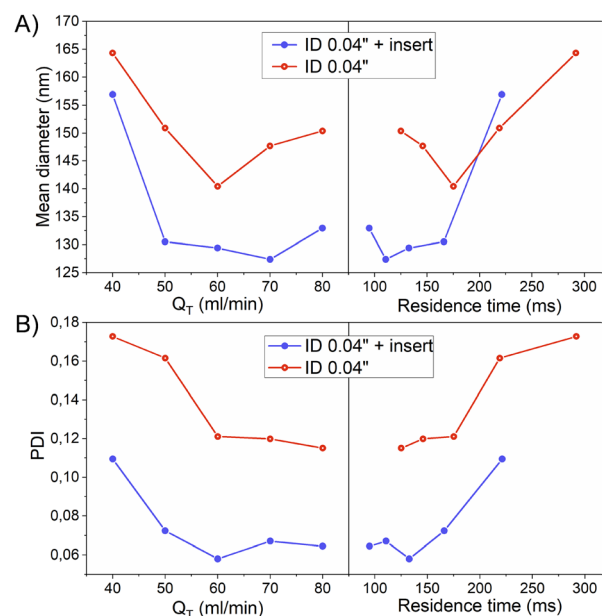 A)
170
165
160
155
150
145
140
135
130
125
Mean diameter (nm)
ID 0.04" + insert
ID 0.04"
40 50 60 70 80 100 150 200 250 300
Q_T (ml/min) Residence time (ms)
B)
0,18
0,16
0,14
0,12
0,10
0,08
0,06
PDI
ID 0.04" + insert
ID 0.04"
40 50 60 70 80 100 150 200 250 300
Q_T (ml/min) Residence time (ms)